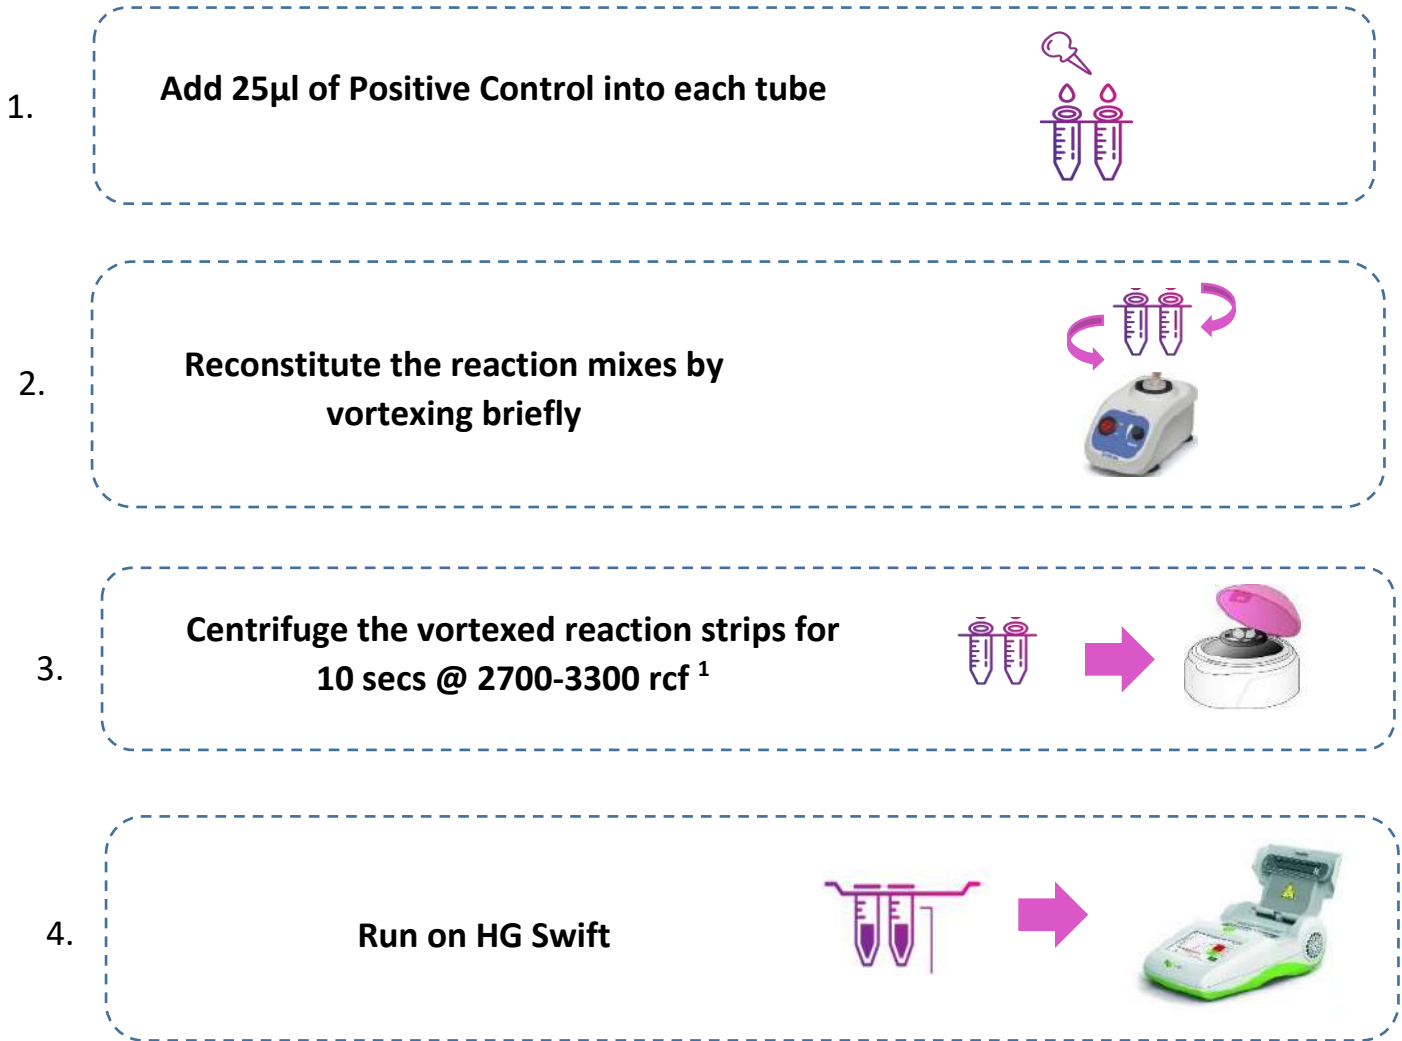 1.
Add 25µl of Positive Control into each tube
2.
Reconstitute the reaction mixes by
vortexing briefly
3.
Centrifuge the vortexed reaction strips for
10 secs @ 2700-3300 rcf ¹
4.
Run on HG Swift